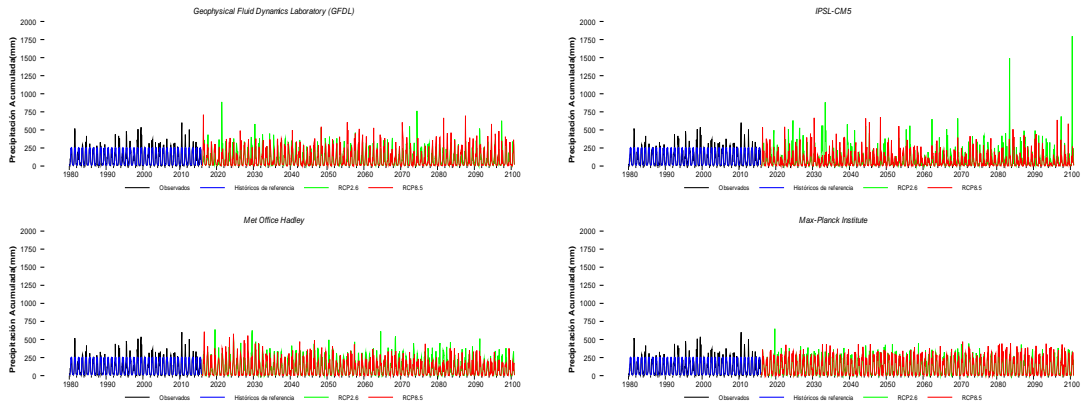 Geophysical Fluid Dynamics Laboratory (GFDL)
Precipitación Acumulada(mm)
2000
1750
1500
1250
1000
750
500
250
0
1980 1990 2000 2010 2020 2030 2040 2050 2060 2070 2080 2090 2100
Observados Históricos de referencia RCP2.6 RCP8.5
IPSL-CM5
Precipitación Acumulada(mm)
2000
1750
1500
1250
1000
750
500
250
0
1980 1990 2000 2010 2020 2030 2040 2050 2060 2070 2080 2090 2100
Observados Históricos de referencia RCP2.6 RCP8.5
Met Office Hadley
Precipitación Acumulada(mm)
2000
1750
1500
1250
1000
750
500
250
0
1980 1990 2000 2010 2020 2030 2040 2050 2060 2070 2080 2090 2100
Observados Históricos de referencia RCP2.6 RCP8.5
Max-Planck Institute
Precipitación Acumulada(mm)
2000
1750
1500
1250
1000
750
500
250
0
1980 1990 2000 2010 2020 2030 2040 2050 2060 2070 2080 2090 2100
Observados Históricos de referencia RCP2.6 RCP8.5